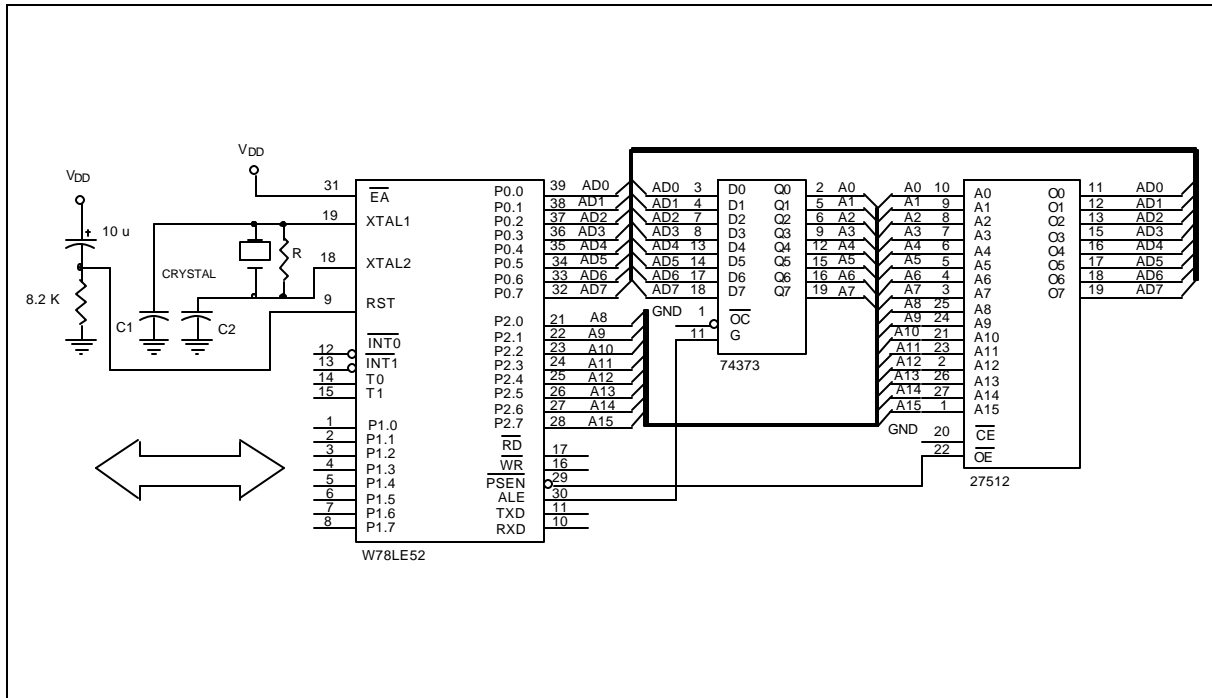 VDD
VDD
10 u
8.2 K
CRYSTAL
C1
C2
R
31 EA
19 XTAL1
18 XTAL2
9 RST
12 INT0
13 INT1
14 T0
15 T1
1 P1.0
2 P1.1
3 P1.2
4 P1.3
5 P1.4
6 P1.5
7 P1.6
8 P1.7
P0.0 39 AD0
P0.1 38 AD1
P0.2 37 AD2
P0.3 36 AD3
P0.4 35 AD4
P0.5 34 AD5
P0.6 33 AD6
P0.7 32 AD7
P2.0 21 A8
P2.1 22 A9
P2.2 23 A10
P2.3 24 A11
P2.4 25 A12
P2.5 26 A13
P2.6 27 A14
P2.7 28 A15
RD 17
WR 16
PSEN 29
ALE 30
TXD 11
RXD 10
W78LE52
AD0 3 D0 Q0 2 A0
AD1 4 D1 Q1 5 A1
AD2 7 D2 Q2 6 A2
AD3 8 D3 Q3 9 A3
AD4 13 D4 Q4 12 A4
AD5 14 D5 Q5 15 A5
AD6 17 D6 Q6 16 A6
AD7 18 D7 Q7 19 A7
GND 1 OC
11 G
74373
A0 10 A0 O0 11 AD0
A1 9 A1 O1 12 AD1
A2 8 A2 O2 13 AD2
A3 7 A3 O3 15 AD3
A4 6 A4 O4 16 AD4
A5 5 A5 O5 17 AD5
A6 4 A6 O6 18 AD6
A7 3 A7 O7 19 AD7
A8 25 A8
A9 24 A9
A10 21 A10
A11 23 A11
A12 2 A12
A13 26 A13
A14 27 A14
A15 1 A15
GND 20 CE
22 OE
27512